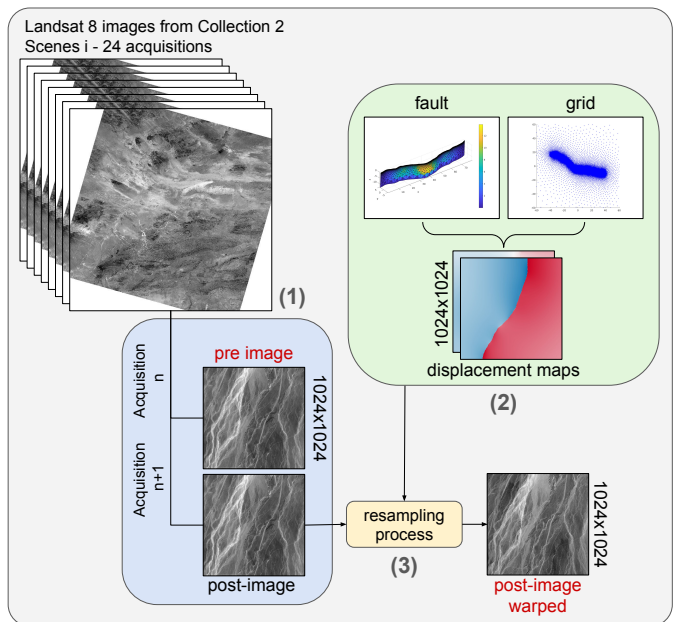 Landsat 8 images from Collection 2
Scenes i - 24 acquisitions
(1)
fault
grid
1024x1024
displacement maps
(2)
Acquisition
n
pre image
1024x1024
Acquisition
n+1
post-image
resampling
process
(3)
1024x1024
post-image
warped